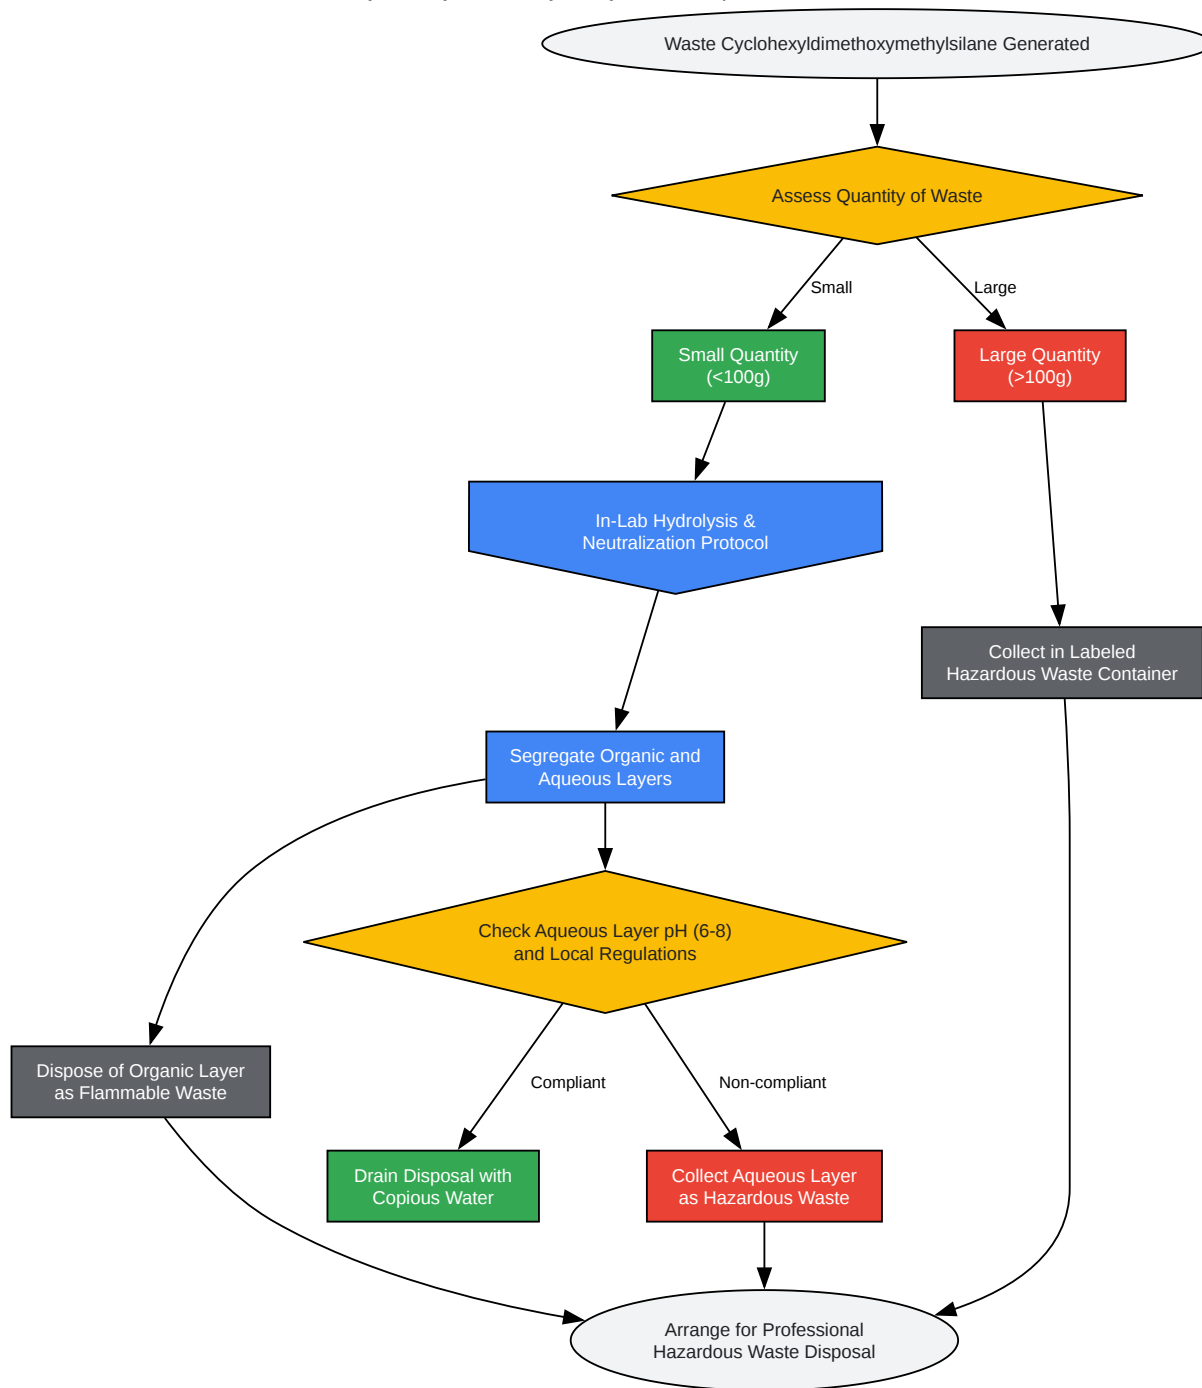 Waste Cyclohexyldimethoxymethylsilane Generated
Assess Quantity of Waste
Small
Large
Small Quantity
(<100g)
Large Quantity
(>100g)
In-Lab Hydrolysis &
Neutralization Protocol
Collect in Labeled
Hazardous Waste Container
Segregate Organic and
Aqueous Layers
Check Aqueous Layer pH (6-8)
and Local Regulations
Dispose of Organic Layer
as Flammable Waste
Compliant
Non-compliant
Drain Disposal with
Copious Water
Collect Aqueous Layer
as Hazardous Waste
Arrange for Professional
Hazardous Waste Disposal